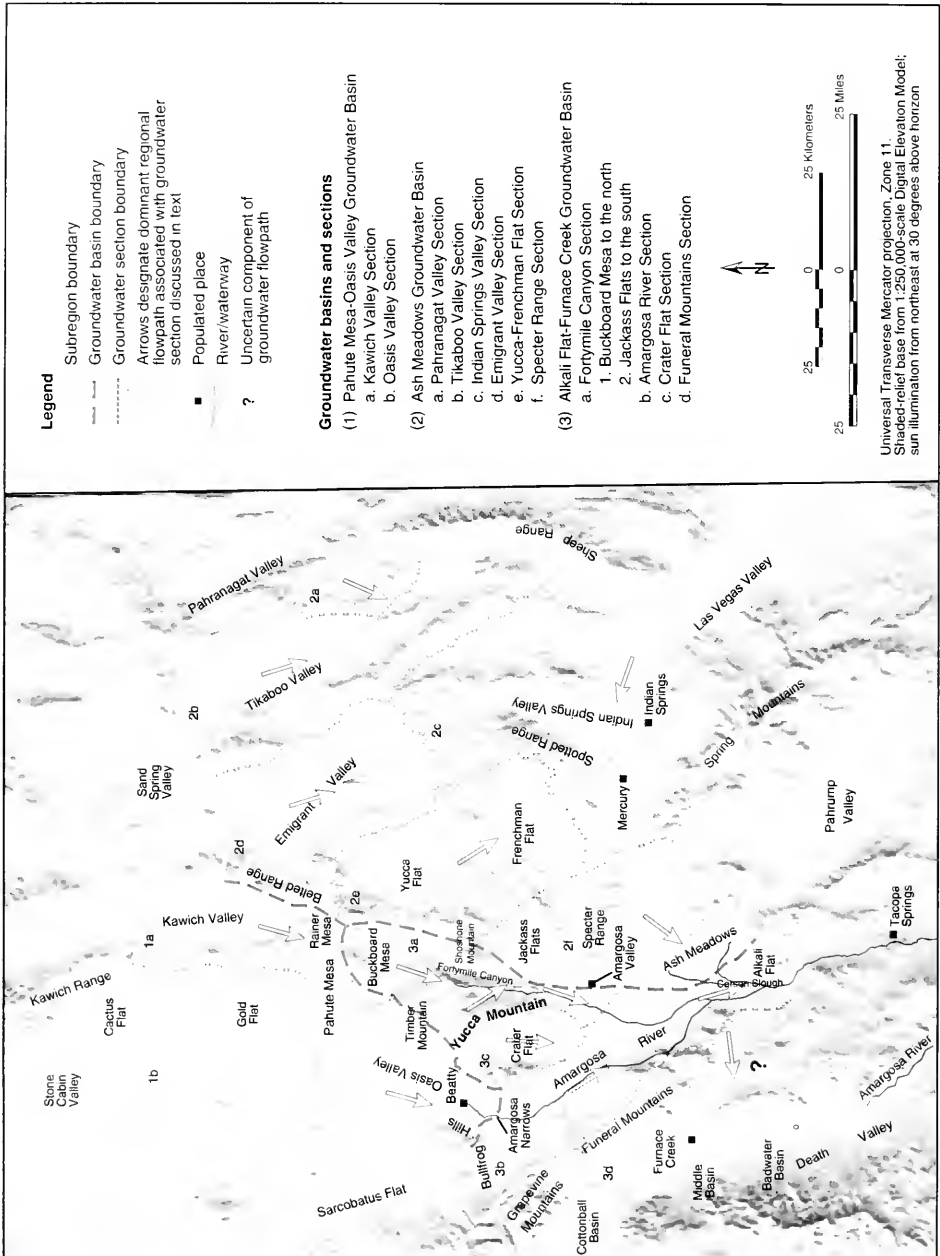 Legend
Subregion boundary
Groundwater basin boundary
Groundwater section boundary
Arrows designate dominant regional
flowpath associated with groundwater
section discussed in text
Populated place
River/waterway
?
Uncertain component of
groundwater flowpath
Groundwater basins and sections
(1) Pahute Mesa-Oasis Valley Groundwater Basin
a. Kawich Valley Section
b. Oasis Valley Section
(2) Ash Meadows Groundwater Basin
a. Pahranagat Valley Section
b. Tikaboo Valley Section
c. Indian Springs Valley Section
d. Emigrant Valley Section
e. Yucca-Frenchman Flat Section
f. Specter Range Section
(3) Alkali Flat-Furnace Creek Groundwater Basin
a. Fortymile Canyon Section
1. Buckboard Mesa to the north
2. Jackass Flats to the south
b. Amargosa River Section
c. Crater Flat Section
d. Funeral Mountains Section
N
25 0 25 Kilometers
25 0 25 Miles
Universal Transverse Mercator projection, Zone 11.
Shaded-relief base from 1:250,000-scale Digital Elevation Model;
sun illumination from northeast at 30 degrees above horizon
Stone
Cabin
Valley
1b
Cactus
Flat
Kawich Range
1a
Kawich Valley
Gold
Flat
Sand
Spring
Valley
2b
2d
Belted Range
Tikaboo Valley
Pahranagat Valley
2a
Emigrant Valley
Sarcobatus Flat
Pahute Mesa
Rainer
Mesa
2e
Buckboard
Mesa
3a
Yucca
Flat
2c
Sheep
Range
Timber
Mountain
Shoshone
Mountain
Fortymile Canyon
Oasis Valley
Beatty
Yucca Mountain
3c
Crater
Flat
Bullfrog Hills
3b
Amargosa
Narrows
Jackass
Flats
Frenchman
Flat
Spotted Range
Indian Springs Valley
Grapevine
Mountains
2f
Specter
Range
Amargosa
Valley
Mercury
Indian
Springs
Cottonball
Basin
3d
Funeral Mountains
Amargosa River
Ash Meadows
Carson Slough
Alkali
Flat
Spring Mountains
Las Vegas Valley
Furnace
Creek
Middle
Basin
?
Badwater
Basin
Death Valley
Amargosa River
Pahrump
Valley
Tacopa
Springs